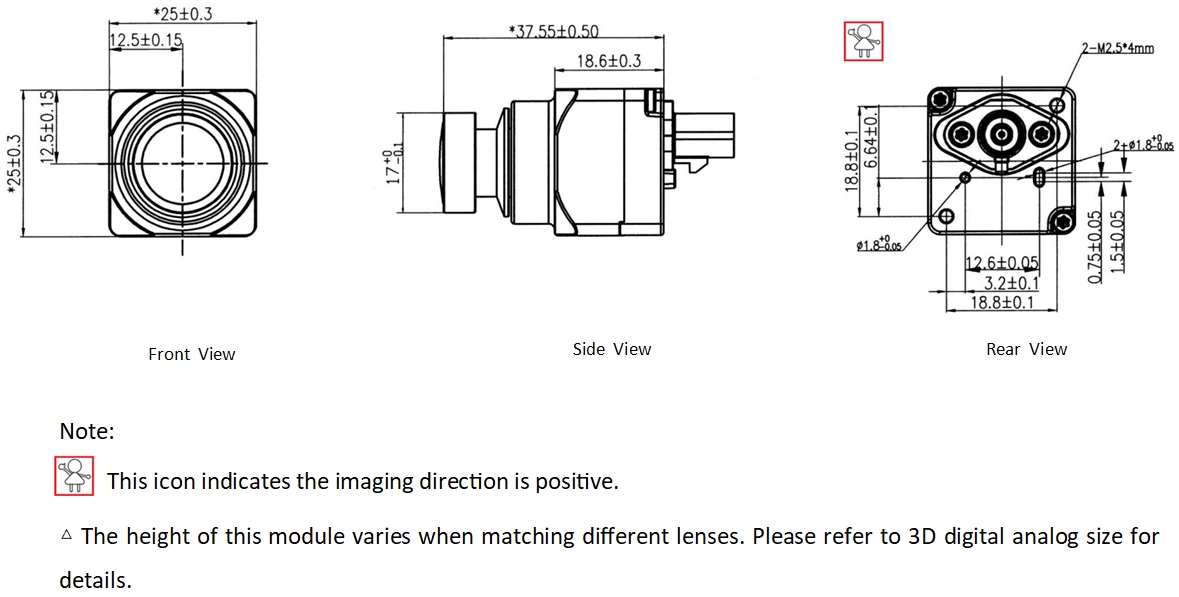 *25±0.3
12.5±0.15
*25±0.3
12.5±0.15
Front View
*37.55±0.50
18.6±0.3
17+0-0.1
Side View
2-M2.5*4mm
18.8±0.1
6.64±0.1
2+ø1.8+0-0.05
ø1.8+0-0.05
12.6±0.05
3.2±0.1
18.8±0.1
0.75±0.05
1.5±0.05
Rear View
Note:
This icon indicates the imaging direction is positive.
△ The height of this module varies when matching different lenses. Please refer to 3D digital analog size for
details.